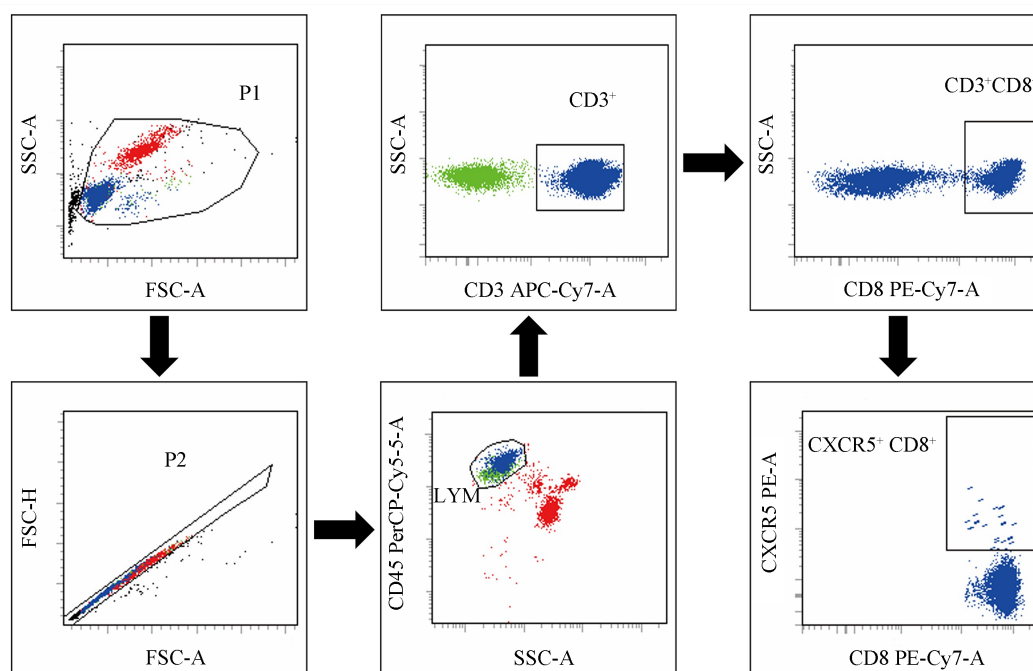 P1
SSC-A
FSC-A
P2
FSC-H
FSC-A
LYM
CD45 PerCP-Cy5-5-A
SSC-A
CD3⁺
SSC-A
CD3 APC-Cy7-A
CD3⁺CD8
SSC-A
CD8 PE-Cy7-A
CXCR5⁺ CD8⁺
CXCR5 PE-A
CD8 PE-Cy7-A